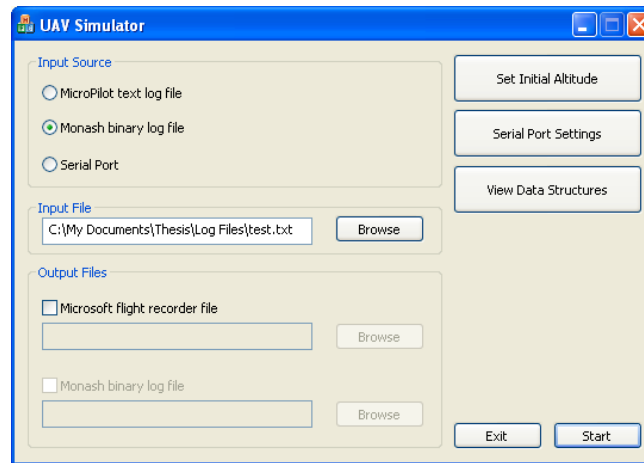 UAV Simulator
Input Source
MicroPilot text log file
Monash binary log file
Serial Port
Set Initial Altitude
Serial Port Settings
View Data Structures
Input File
C:\My Documents\Thesis\Log Files\test.txt
Browse
Output Files
Microsoft flight recorder file
Browse
Monash binary log file
Browse
Exit
Start